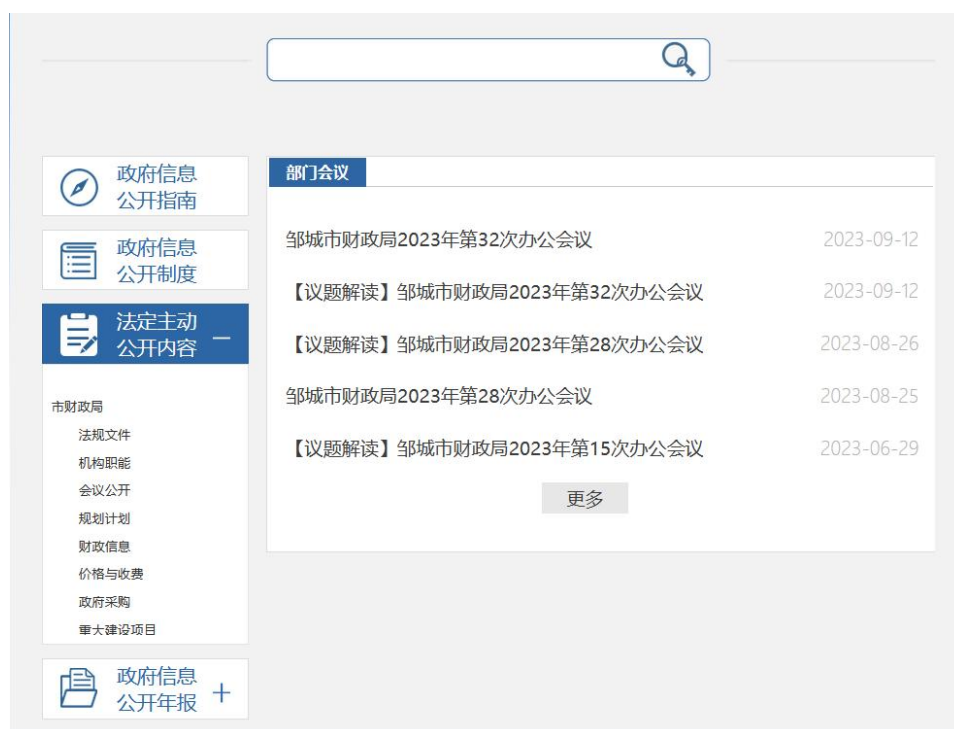 政府信息
公开指南
政府信息
公开制度
法定主动
公开内容
市财政局
法规文件
机构职能
会议公开
规划计划
财政信息
价格与收费
政府采购
重大建设项目
政府信息
公开年报
部门会议
邹城市财政局2023年第32次办公会议 2023-09-12
【议题解读】邹城市财政局2023年第32次办公会议 2023-09-12
【议题解读】邹城市财政局2023年第28次办公会议 2023-08-26
邹城市财政局2023年第28次办公会议 2023-08-25
【议题解读】邹城市财政局2023年第15次办公会议 2023-06-29
更多